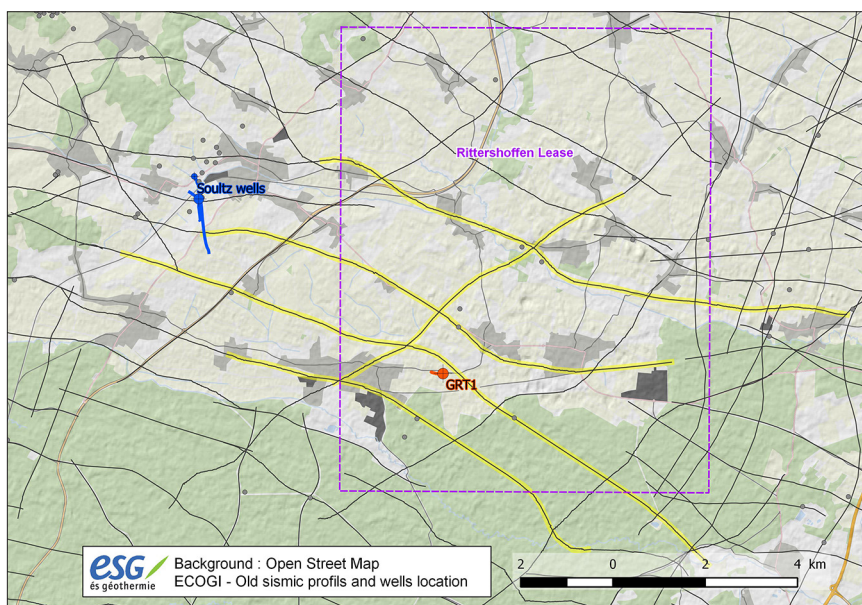 Rittershoffen Lease
Soultz wells
GRT1
esG
és géothermie
Background : Open Street Map
ECOGI - Old sismic profils and wells location
2 0 2 4 km